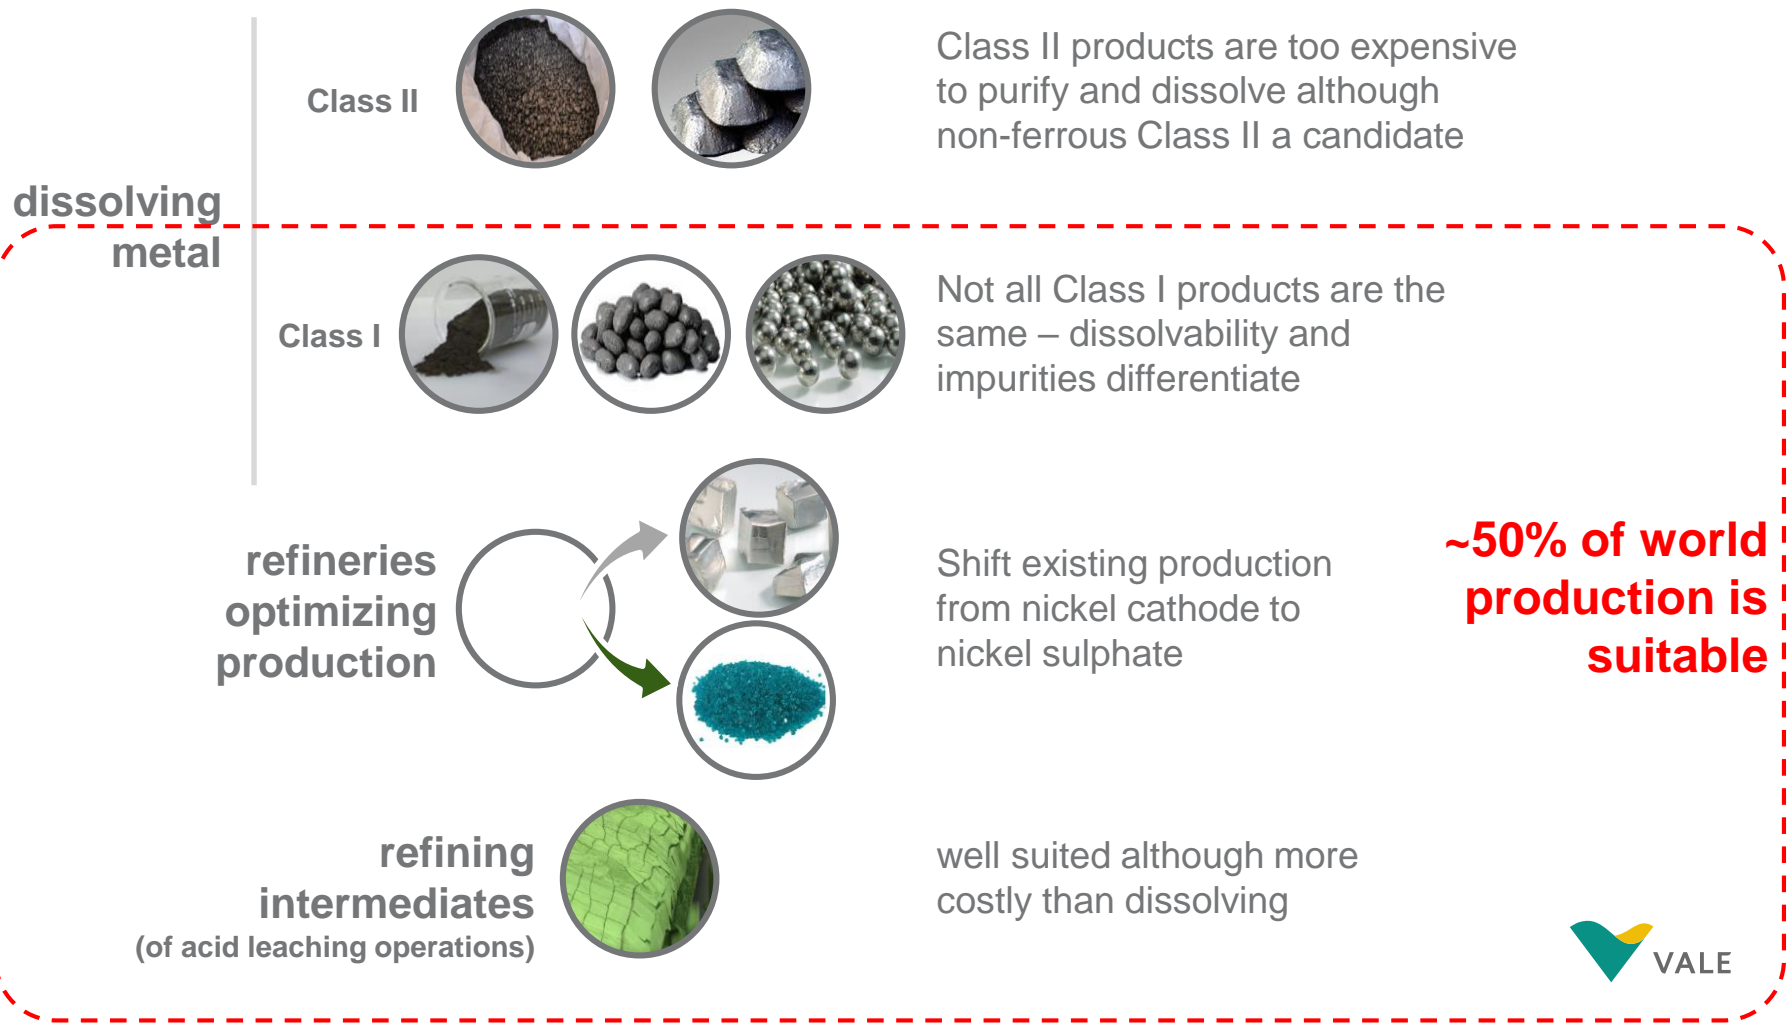 Class II
Class II products are too expensive
to purify and dissolve although
non-ferrous Class II a candidate
dissolving
metal
Class I
Not all Class I products are the
same – dissolvability and
impurities differentiate
refineries
optimizing
production
Shift existing production
from nickel cathode to
nickel sulphate
~50% of world
production is
suitable
refining
intermediates
(of acid leaching operations)
well suited although more
costly than dissolving
VALE